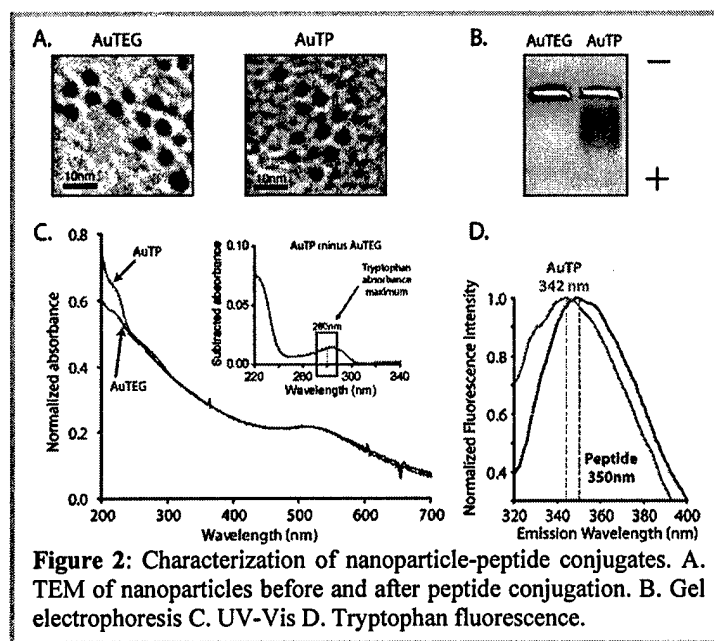 A.
AuTEG
AuTP
B.
AuTEG AuTP
10nm
10nm
−
+
C.
0.8
0.6
0.4
0.2
0.0
Normalized absorbance
AuTP
AuTEG
200 300 400 500 600 700
Wavelength (nm)
AuTP minus AuTEG
0.10
0.05
0.00
Subtracted absorbance
Tryptophan
absorbance
maximum
280nm
220 260 300 340
Wavelength (nm)
D.
AuTP
342 nm
1.0
0.8
0.6
0.4
Normalized Fluorescence Intensity
Peptide
350nm
320 340 360 380 400
Emission Wavelength (nm)
Figure 2: Characterization of nanoparticle-peptide conjugates. A.
TEM of nanoparticles before and after peptide conjugation. B. Gel
electrophoresis C. UV-Vis D. Tryptophan fluorescence.